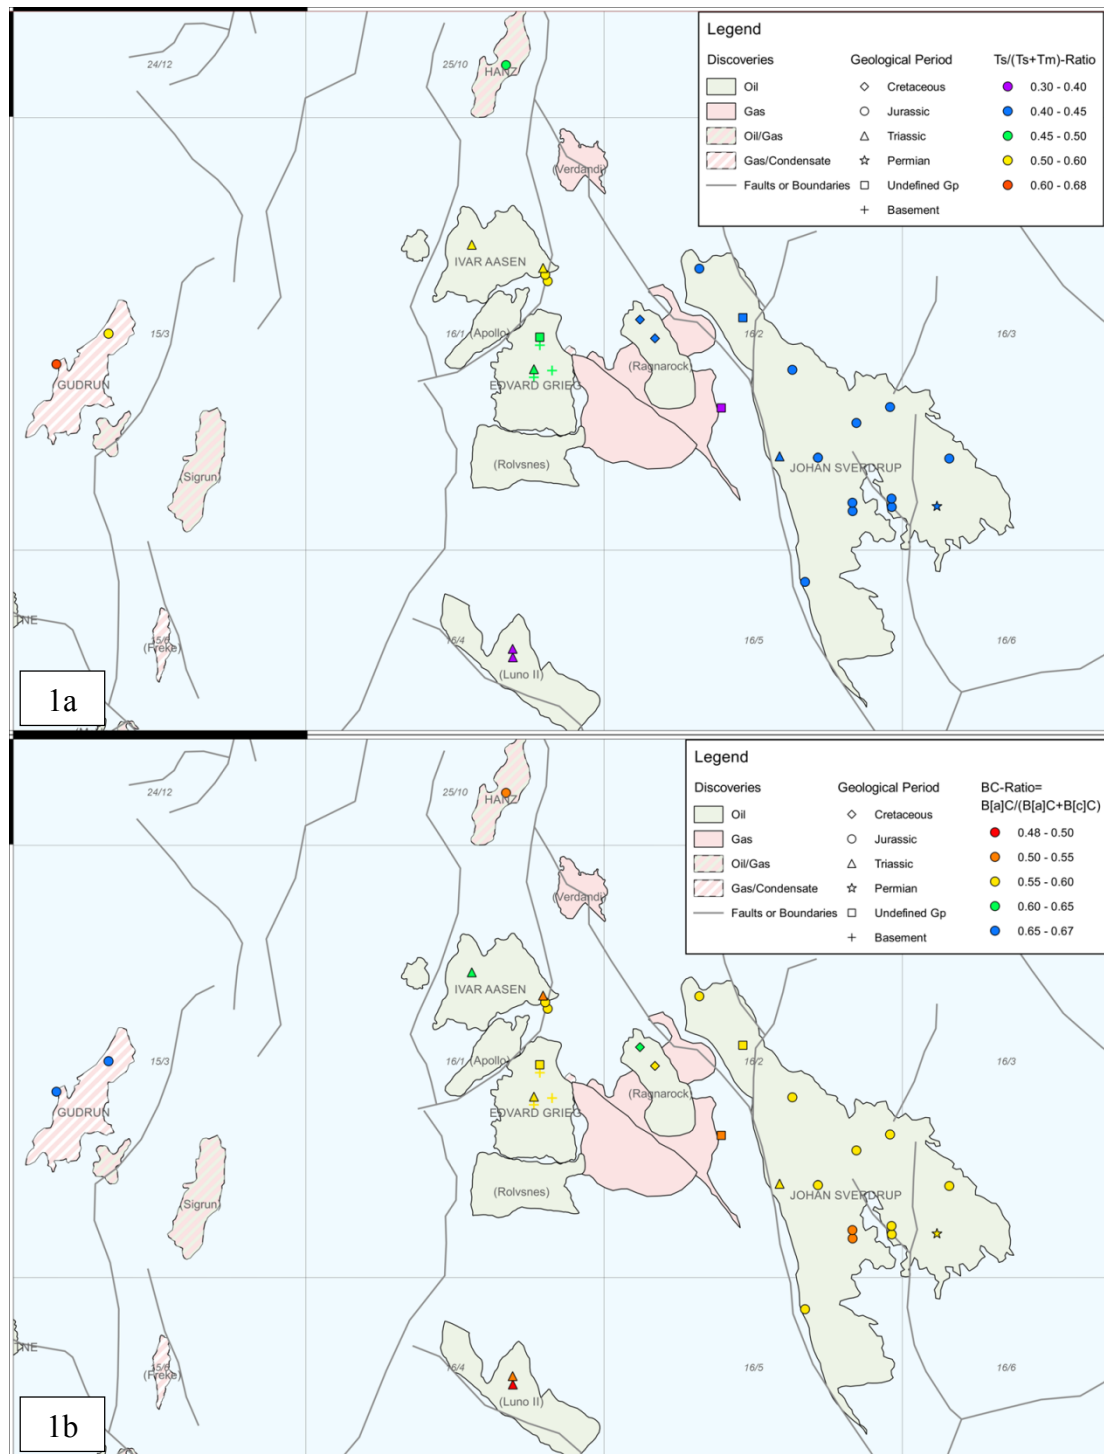 24/12
25/10
HANZ
(Verdandi)
Legend
Discoveries
Oil
Gas
Oil/Gas
Gas/Condensate
Faults or Boundaries
Geological Period
Cretaceous
Jurassic
Triassic
Permian
Undefined Gp
Basement
Ts/(Ts+Tm)-Ratio
0.30 - 0.40
0.40 - 0.45
0.45 - 0.50
0.50 - 0.60
0.60 - 0.68
IVAR AASEN
15/3
16/1
(Apollo)
16/2
16/3
GUDRUN
EDVARD GRIEG
(Ragnarock)
(Sigrun)
(Rolvsnes)
JOHAN SVERDRUP
TNE
(Freke)
16/4
(Luno II)
16/5
16/6
1a
24/12
25/10
HANZ
(Verdandi)
Legend
Discoveries
Oil
Gas
Oil/Gas
Gas/Condensate
Faults or Boundaries
Geological Period
Cretaceous
Jurassic
Triassic
Permian
Undefined Gp
Basement
BC-Ratio=
B[a]C/(B[a]C+B[c]C)
0.48 - 0.50
0.50 - 0.55
0.55 - 0.60
0.60 - 0.65
0.65 - 0.67
IVAR AASEN
15/3
16/1
(Apollo)
16/2
16/3
GUDRUN
EDVARD GRIEG
(Ragnarock)
(Sigrun)
(Rolvsnes)
JOHAN SVERDRUP
TNE
(Freke)
16/4
(Luno II)
16/5
16/6
1b